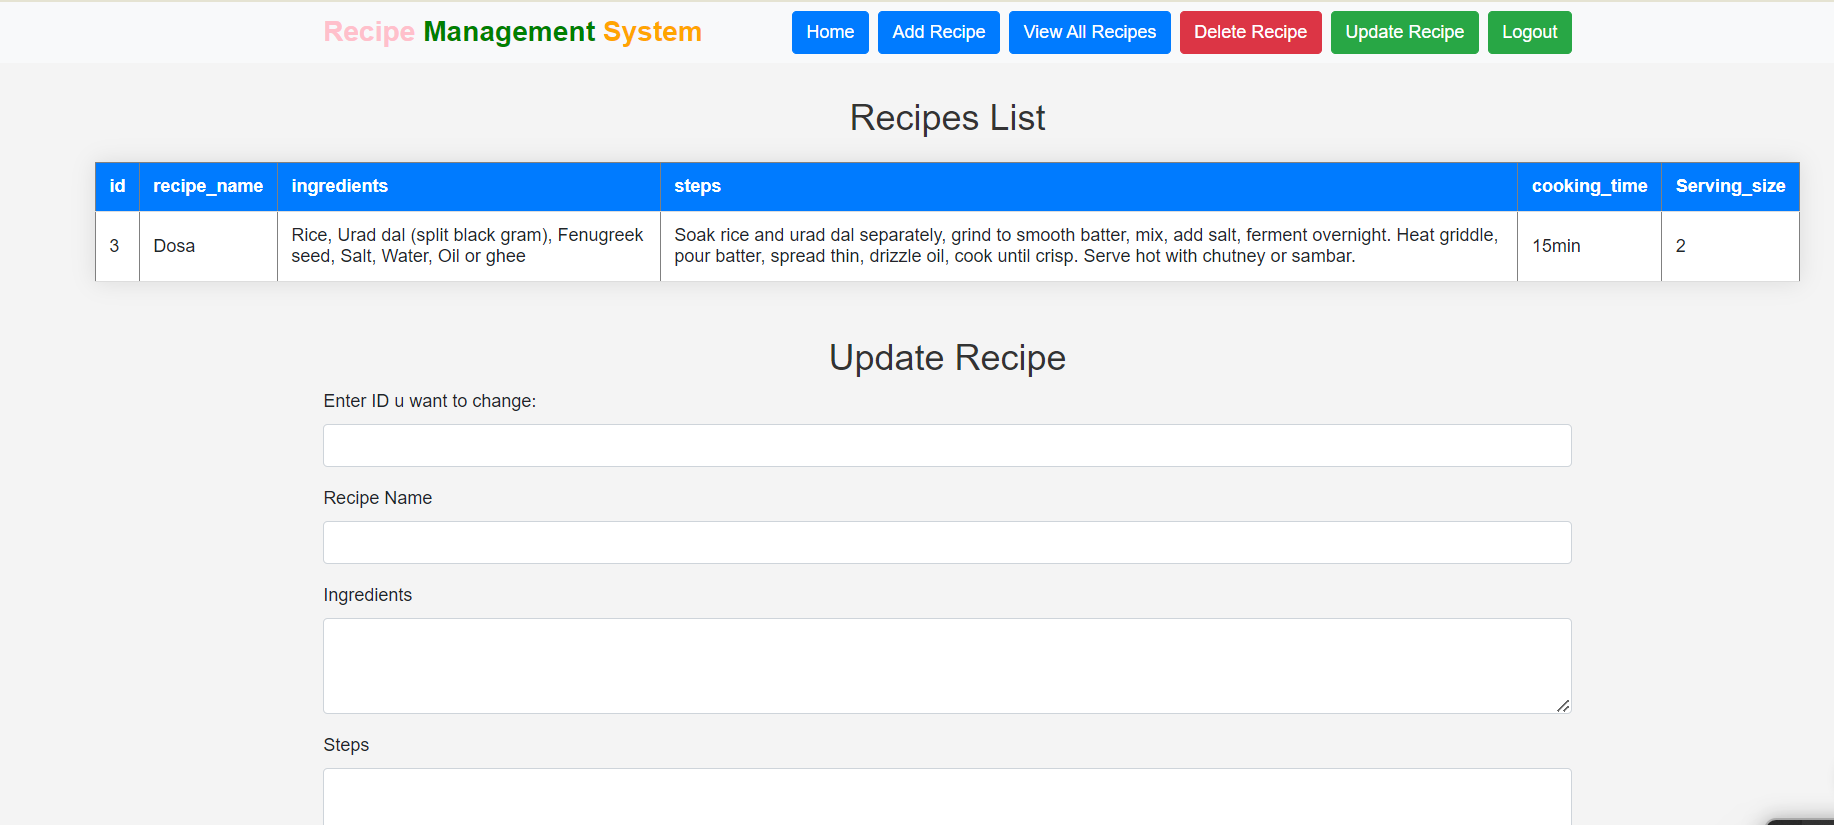 Recipe Management System Home Add Recipe View All Recipes Delete Recipe Update Recipe Logout
Recipes List
id recipe_name ingredients steps cooking_time Serving_size
3 Dosa Rice, Urad dal (split black gram), Fenugreek
seed, Salt, Water, Oil or ghee
Soak rice and urad dal separately, grind to smooth batter, mix, add salt, ferment overnight. Heat griddle,
pour batter, spread thin, drizzle oil, cook until crisp. Serve hot with chutney or sambar.
15min 2
Update Recipe
Enter ID u want to change:
Recipe Name
Ingredients
Steps